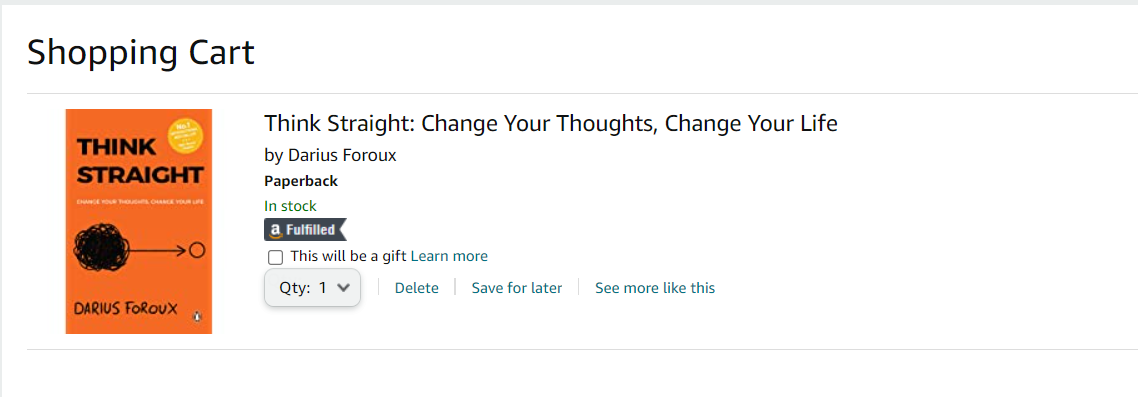 Shopping Cart
No.1
THINK
STRAIGHT
CHANGE YOUR THOUGHTS, CHANGE YOUR LIFE
DARIUS FOROUX
Think Straight: Change Your Thoughts, Change Your Life
by Darius Foroux
Paperback
In stock
a Fulfilled
This will be a gift Learn more
Qty: 1 Delete Save for later See more like this